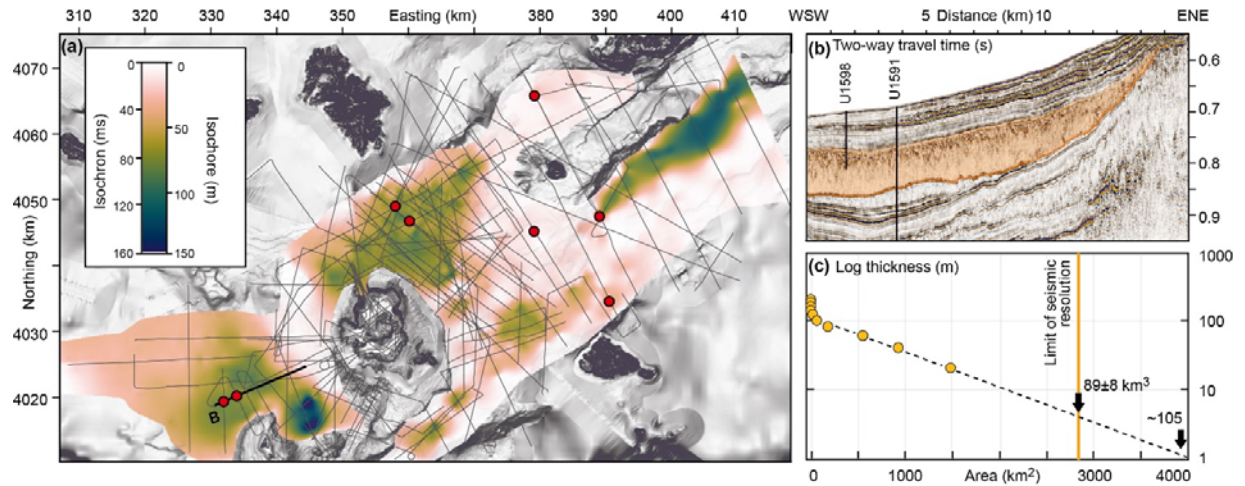 310 320 330 340 350 360 Easting (km) 380 390 400 410 WSW 5 Distance (km) 10 ENE
(a)
4070
4060
4050
Northing (km)
4030
4020
0 0
40
50
80
100
120
160 150
Isochron (ms)
Isochore (m)
B
(b) Two-way travel time (s)
U1598
U1591
0.6
0.7
0.8
0.9
(c) Log thickness (m)
1000
100
10
1
Limit of seismic
resolution
89±8 km³
~105
0 1000 Area (km²) 3000 4000